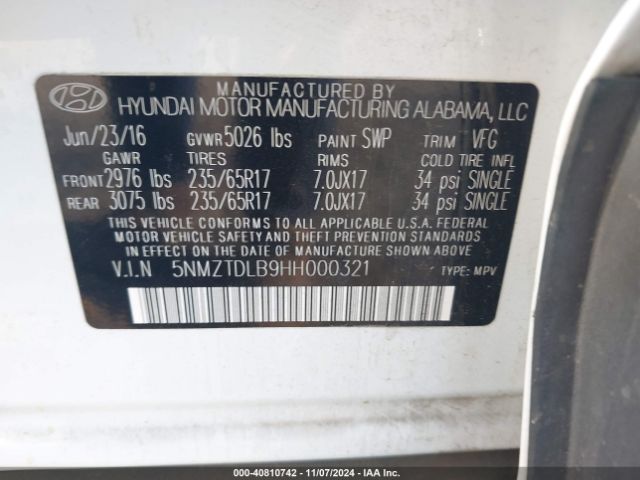 MANUFACTURED BY
HYUNDAI MOTOR MANUFACTURING ALABAMA, LLC
Jun/23/16 GVWR 5026 lbs PAINT SWP TRIM VFG
GAWR TIRES RIMS COLD TIRE INFL
FRONT 2976 lbs 235/65R17 7.0JX17 34 psi SINGLE
REAR 3075 lbs 235/65R17 7.0JX17 34 psi SINGLE
THIS VEHICLE CONFORMS TO ALL APPLICABLE U.S.A. FEDERAL
MOTOR VEHICLE SAFETY AND THEFT PREVENTION STANDARDS
IN EFFECT ON THE DATE OF MANUFACTURE SHOWN ABOVE.
V.I.N 5NMZTDLB9HH000321 TYPE: MPV
000-40810742 - 11/07/2024 - IAA